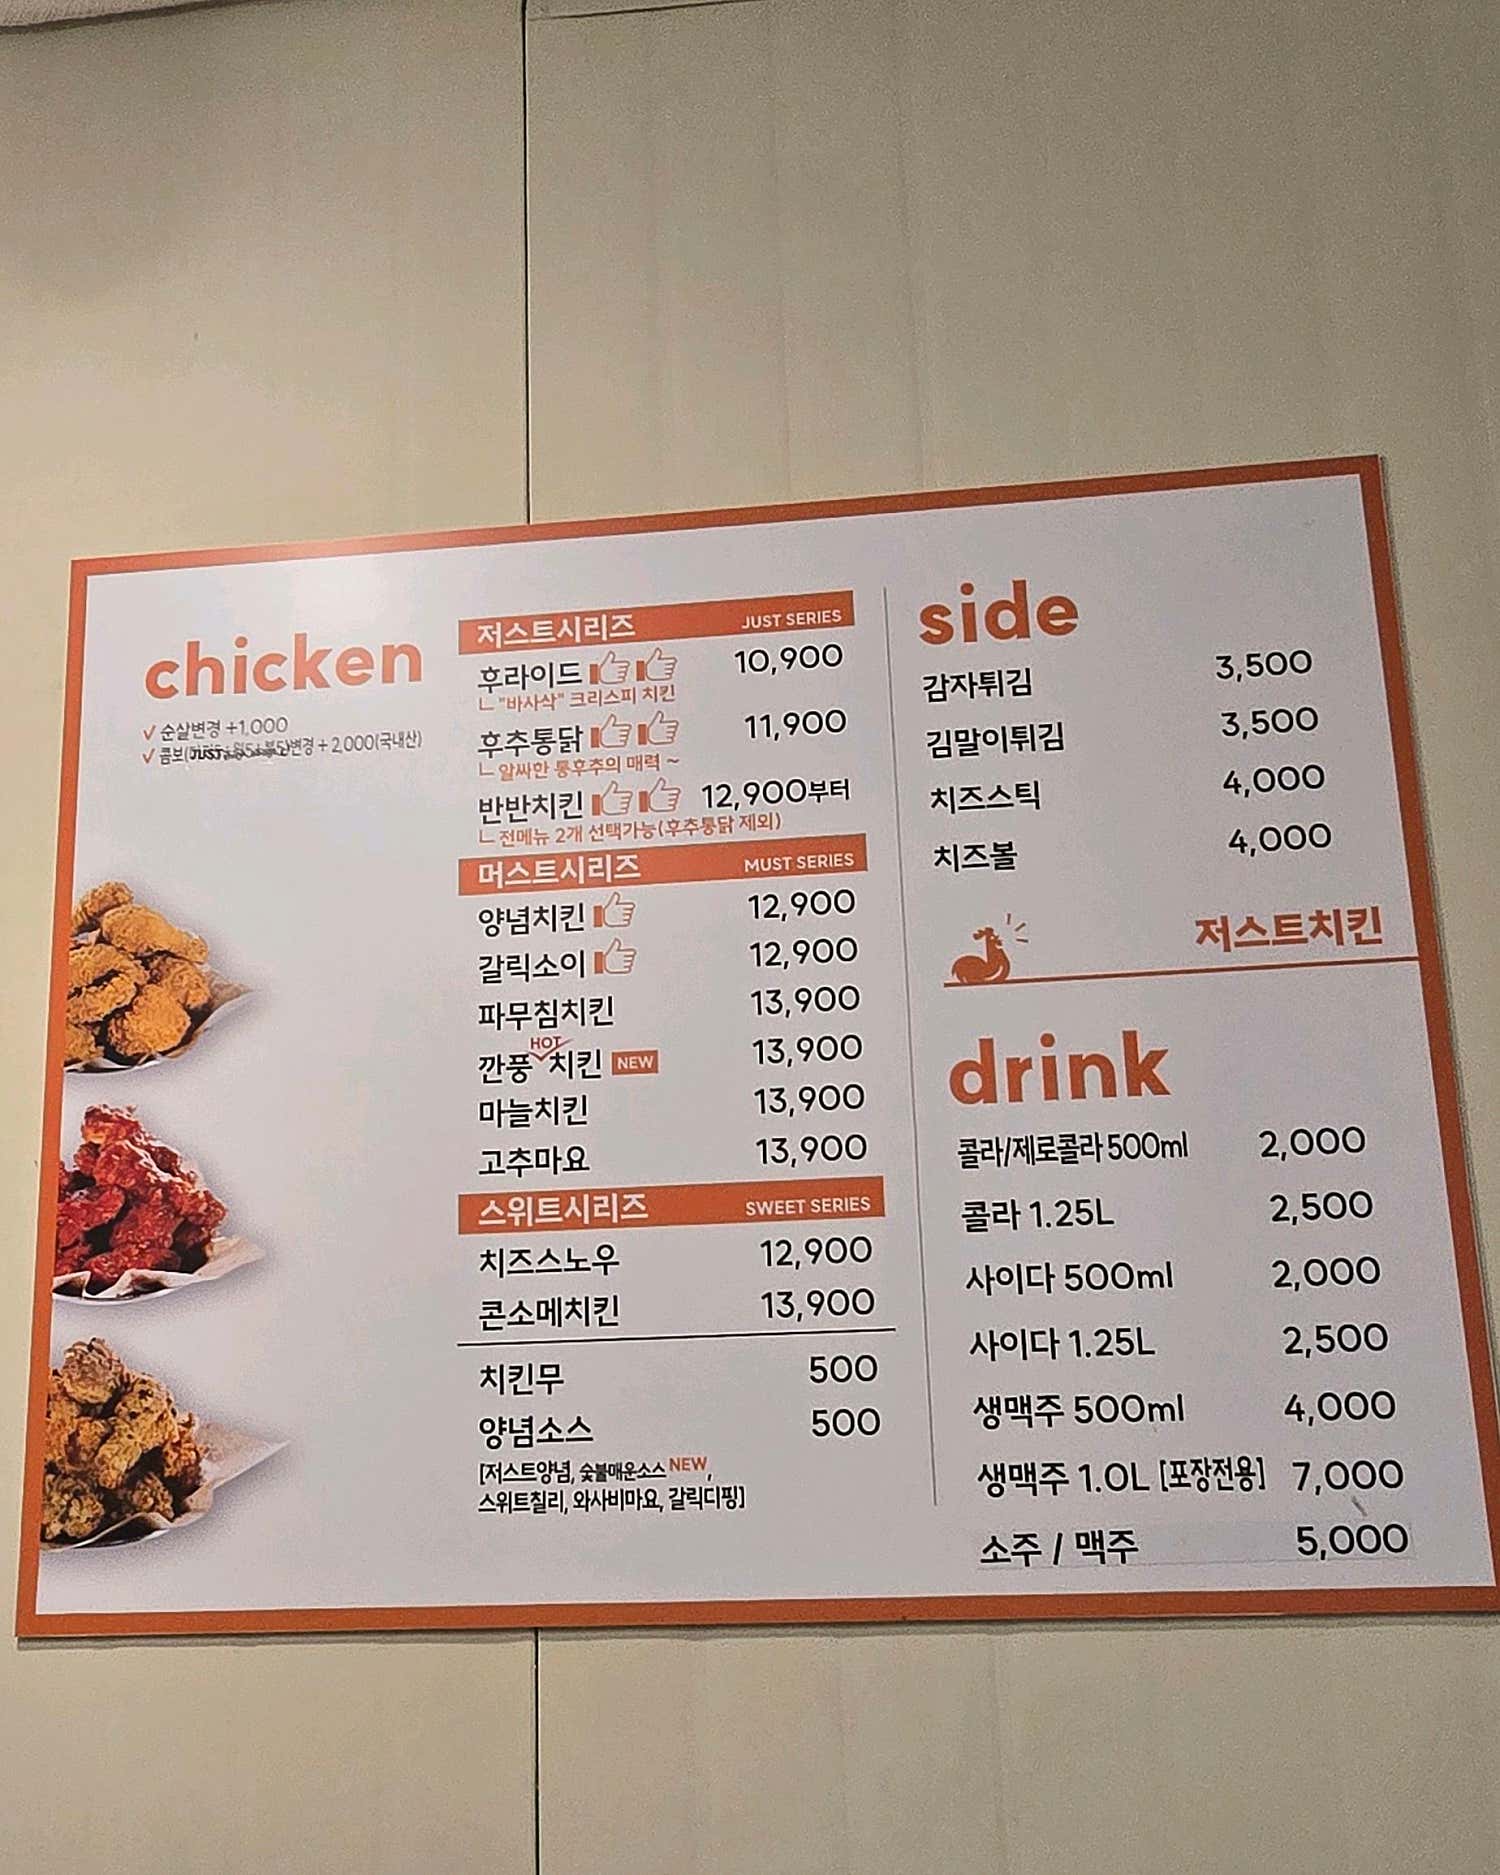 chicken
✓ 순살변경 +1,000
✓ 콤보( 변경 + 2,000(국내산)
저스트시리즈 JUST SERIES
후라이드 10,900
ㄴ "바사삭" 크리스피 치킨
후추통닭 11,900
ㄴ 알싸한 통후추의 매력 ~
반반치킨 12,900부터
ㄴ 전메뉴 2개 선택가능(후추통닭 제외)
머스트시리즈 MUST SERIES
양념치킨 12,900
갈릭소이 12,900
파무침치킨 13,900
HOT
깐풍치킨 NEW 13,900
마늘치킨 13,900
고추마요 13,900
스위트시리즈 SWEET SERIES
치즈스노우 12,900
콘소메치킨 13,900
치킨무 500
양념소스 500
[저스트양념, 숯불매운소스 NEW,
스위트칠리, 와사비마요, 갈릭디핑]
side
감자튀김 3,500
김말이튀김 3,500
치즈스틱 4,000
치즈볼 4,000
저스트치킨
drink
콜라/제로콜라 500ml 2,000
콜라 1.25L 2,500
사이다 500ml 2,000
사이다 1.25L 2,500
생맥주 500ml 4,000
생맥주 1.0L [포장전용] 7,000
소주 / 맥주 5,000